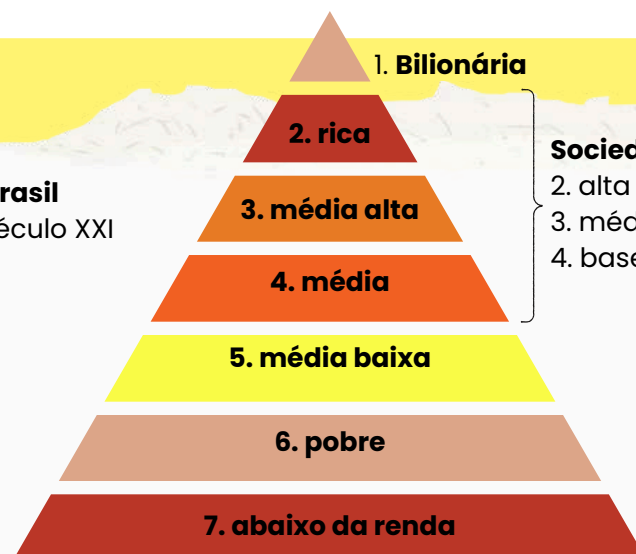 1. Bilionária
2. rica
3. média alta
4. média
5. média baixa
6. pobre
7. abaixo da renda
rasil
éculo XXI
Socied
2. alta
3. méd
4. base